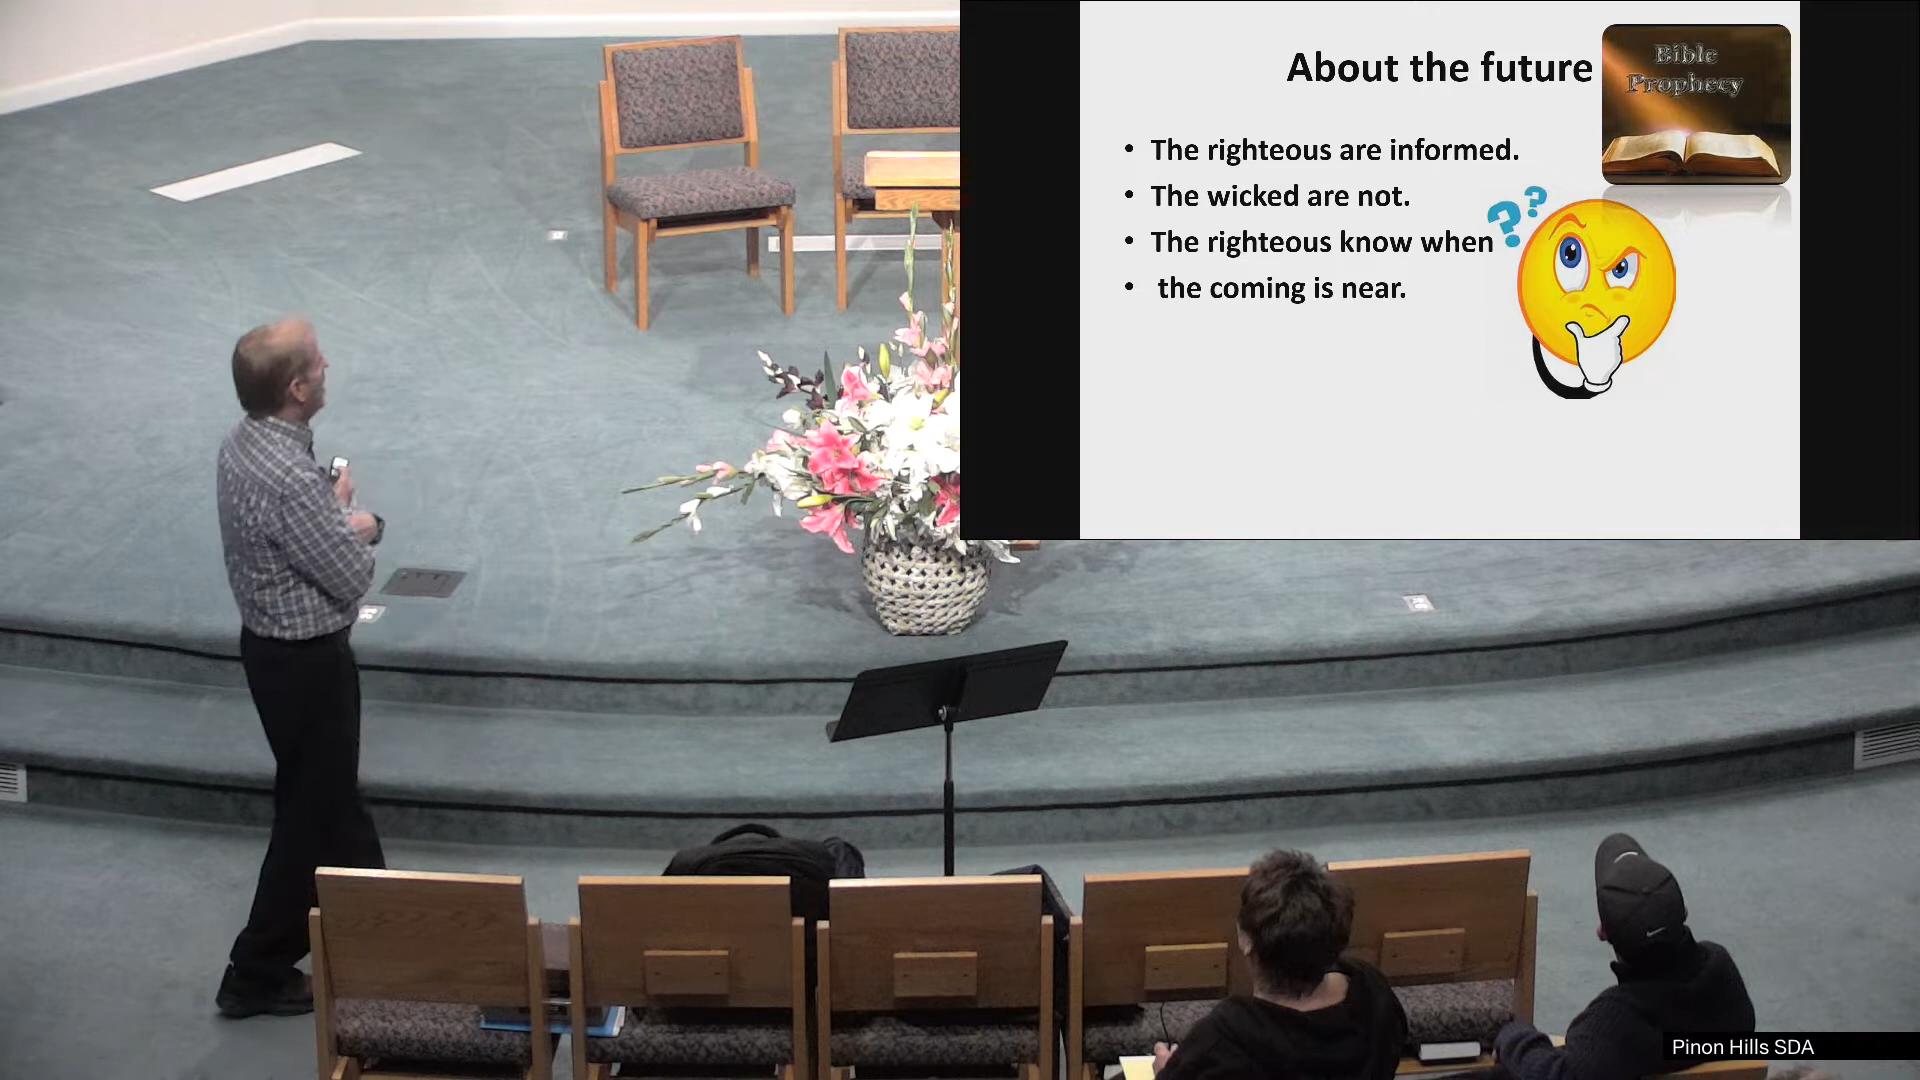 About the future
Bible
Prophecy
• The righteous are informed.
• The wicked are not.
• The righteous know when
• the coming is near.
? ?
Pinon Hills SDA